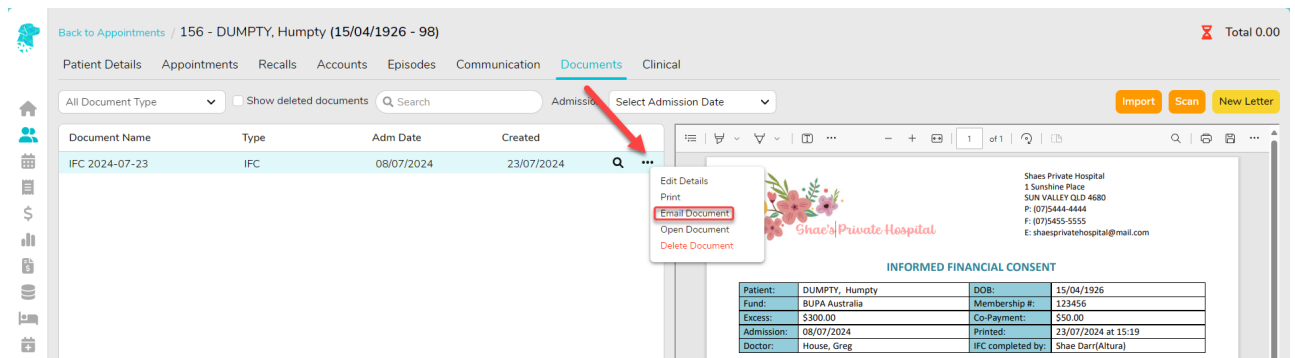 Back to Appointments / 156 - DUMPTY, Humpty (15/04/1926 - 98)
Total 0.00
Patient Details Appointments Recalls Accounts Episodes Communication Documents Clinical
All Document Type
Show deleted documents
Search
Admission
Select Admission Date
Import
Scan
New Letter
Document Name Type Adm Date Created
IFC 2024-07-23 IFC 08/07/2024 23/07/2024
1 of 1
Edit Details
Print
Email Document
Open Document
Delete Document
Shae's Private Hospital
Shaes Private Hospital
1 Sunshine Place
SUN VALLEY QLD 4680
P: (07)5444-4444
F: (07)5455-5555
E: shaesprivatehospital@mail.com
INFORMED FINANCIAL CONSENT
Patient: DUMPTY, Humpty DOB: 15/04/1926
Fund: BUPA Australia Membership #: 123456
Excess: $300.00 Co-Payment: $50.00
Admission: 08/07/2024 Printed: 23/07/2024 at 15:19
Doctor: House, Greg IFC completed by: Shae Darr(Altura)